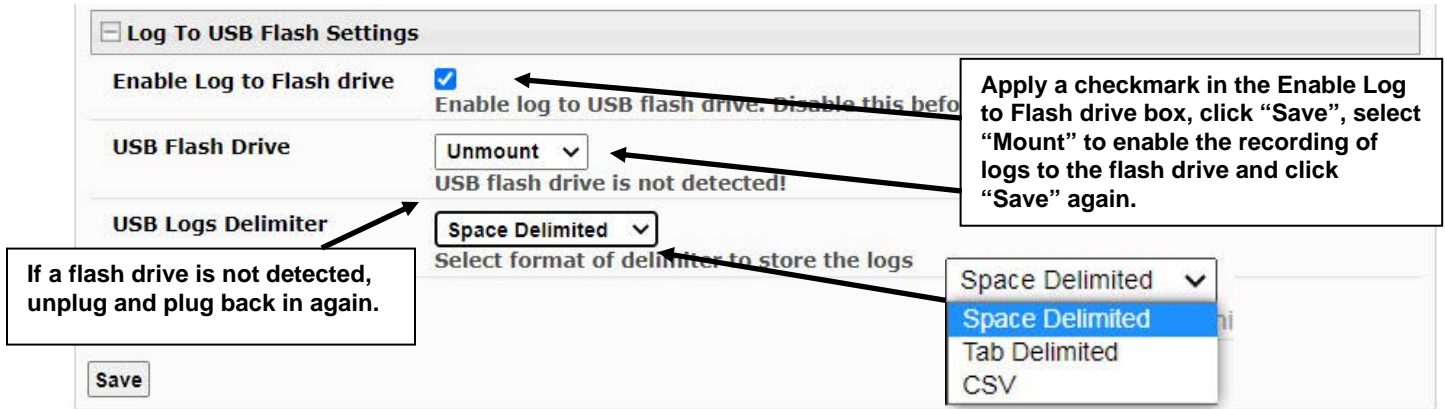 Log To USB Flash Settings
Enable Log to Flash drive
Enable log to USB flash drive. Disable this befo
Apply a checkmark in the Enable Log
to Flash drive box, click “Save”, select
“Mount” to enable the recording of
logs to the flash drive and click
“Save” again.
USB Flash Drive
Unmount
USB flash drive is not detected!
USB Logs Delimiter
Space Delimited
Select format of delimiter to store the logs
If a flash drive is not detected,
unplug and plug back in again.
Space Delimited
Space Delimited
Tab Delimited
CSV
Save